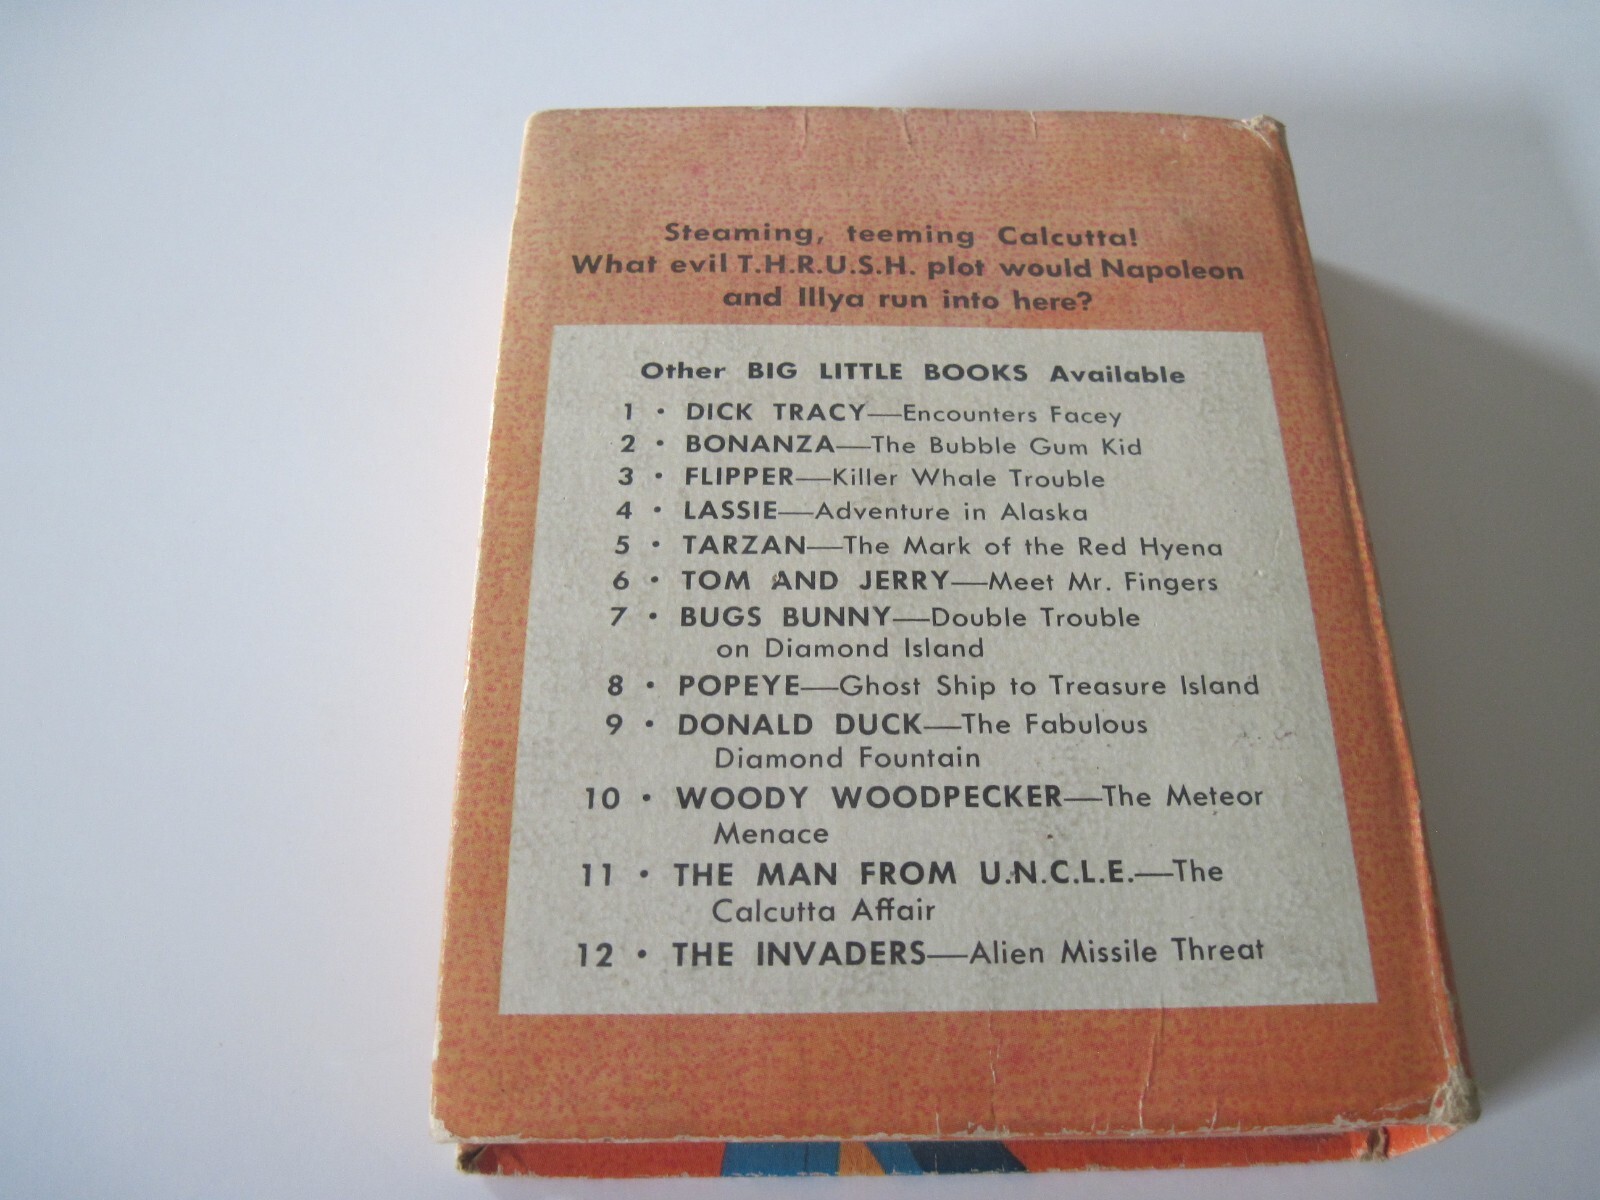 Steaming, teeming Calcutta!
What evil T.H.R.U.S.H. plot would Napoleon
and Illya run into here?
Other BIG LITTLE BOOKS Available
1 • DICK TRACY—Encounters Facey
2 • BONANZA—The Bubble Gum Kid
3 • FLIPPER—Killer Whale Trouble
4 • LASSIE—Adventure in Alaska
5 • TARZAN—The Mark of the Red Hyena
6 • TOM AND JERRY—Meet Mr. Fingers
7 • BUGS BUNNY—Double Trouble
on Diamond Island
8 • POPEYE—Ghost Ship to Treasure Island
9 • DONALD DUCK—The Fabulous
Diamond Fountain
10 • WOODY WOODPECKER—The Meteor
Menace
11 • THE MAN FROM U.N.C.L.E.—The
Calcutta Affair
12 • THE INVADERS—Alien Missile Threat